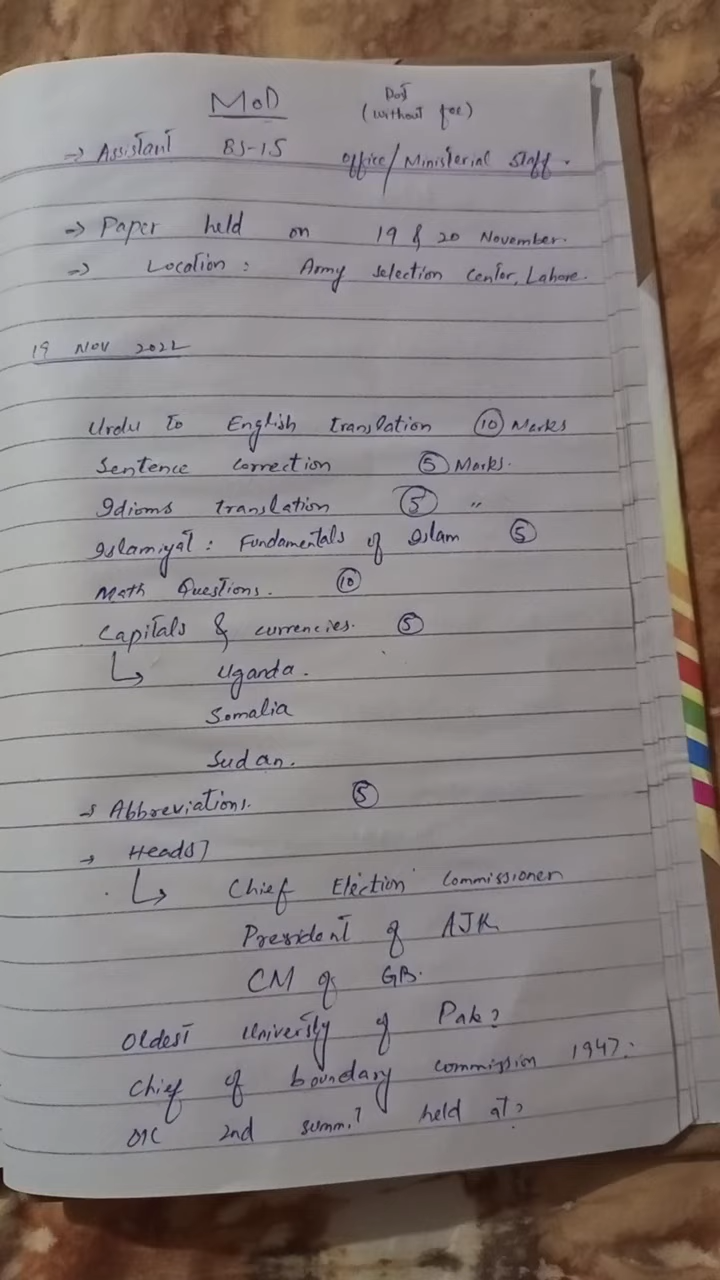 MOD
Post
(without fee)
→ Assistant BS-15 office/Ministerial Staff.
→ Paper held on 19 & 20 November.
→ Location: Army selection center, Lahore.
19 Nov 2022
Urdu to English translation (10) Marks
Sentence correction (5) Marks.
Idioms translation (5) "
Islamiyat: Fundamentals of Islam (5)
Math Questions. (10)
Capitals & currencies. (5)
↳ Uganda.
Somalia
Sudan.
→ Abbreviations. (5)
→ Heads?
↳ Chief Election Commissioner
President of AJK
CM of GB.
Oldest University of Pak?
Chief of boundary commission 1947.
OIC 2nd summit held at?